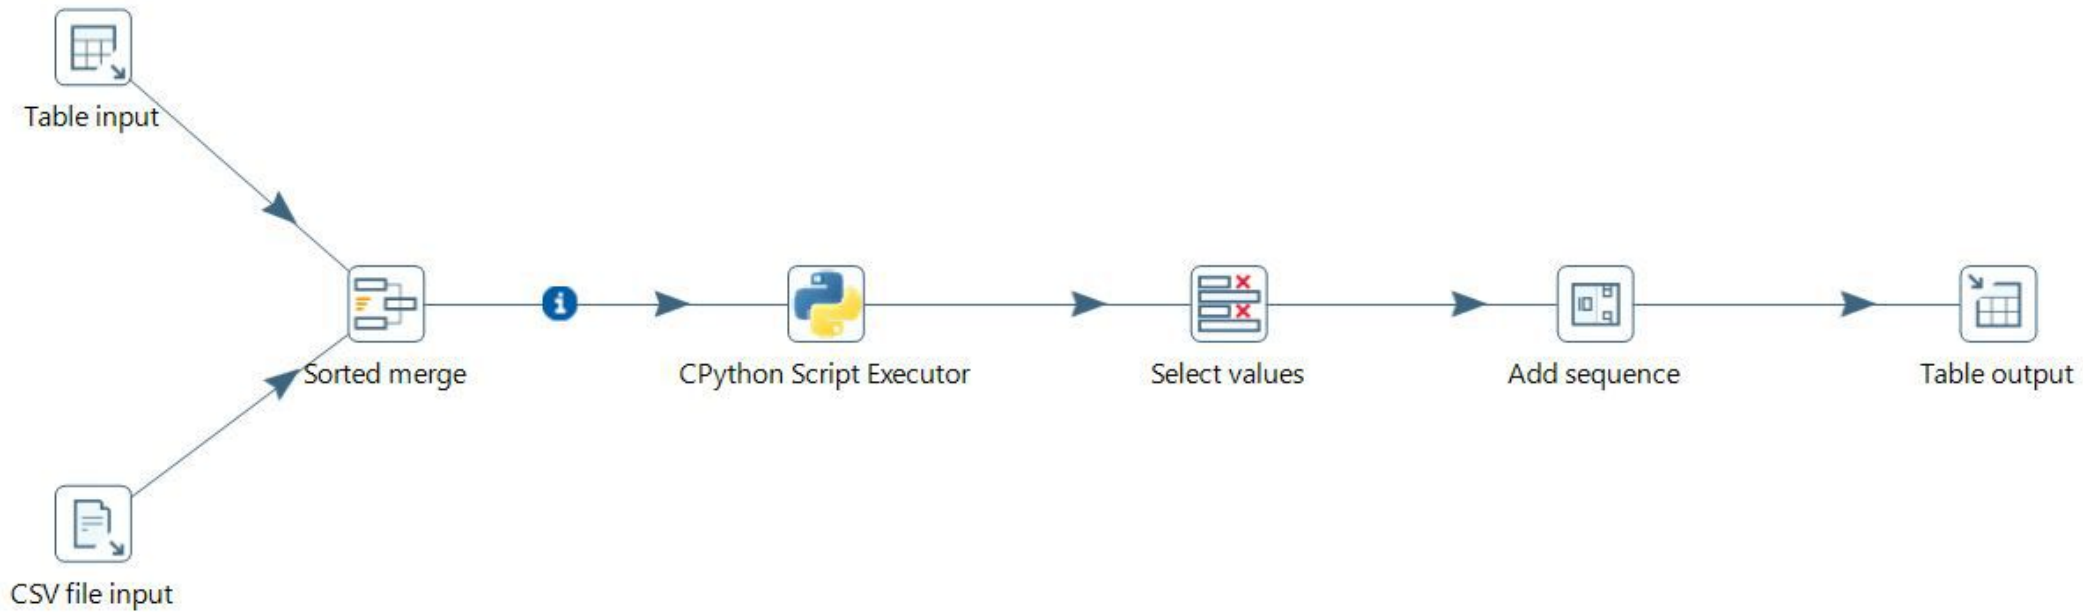 Table input
Sorted merge
CPython Script Executor
Select values
Add sequence
Table output
CSV file input